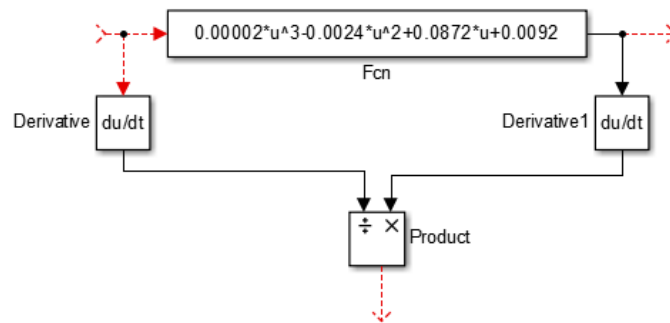 0.00002*u^3-0.0024*u^2+0.0872*u+0.0092
Fcn
Derivative
du/dt
Derivative1
du/dt
÷ ×
Product